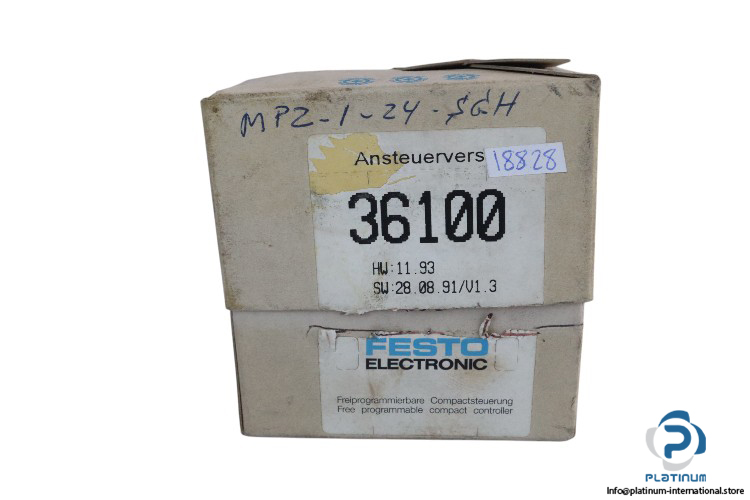 MPZ-1-24-SGH
Ansteuervers
18828
36100
HW:11.93
SW:28.08.91/V1.3
FESTO
ELECTRONIC
Freiprogrammierbare Compactsteuerung
Free programmable compact controller
PLATINUM
Info@platinum-international.store